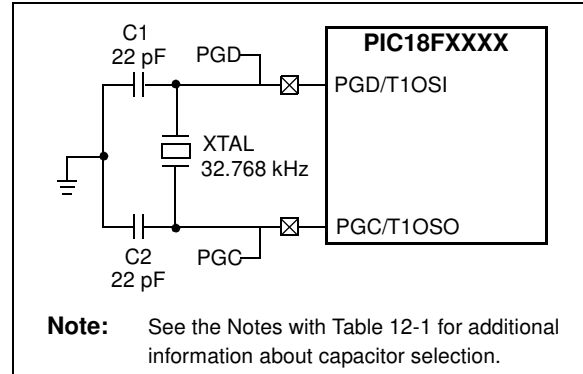 C1
22 pF
PGD
PIC18FXXXX
PGD/T1OSI
XTAL
32.768 kHz
PGC/T1OSO
C2
22 pF
PGC
Note: See the Notes with Table 12-1 for additional
information about capacitor selection.